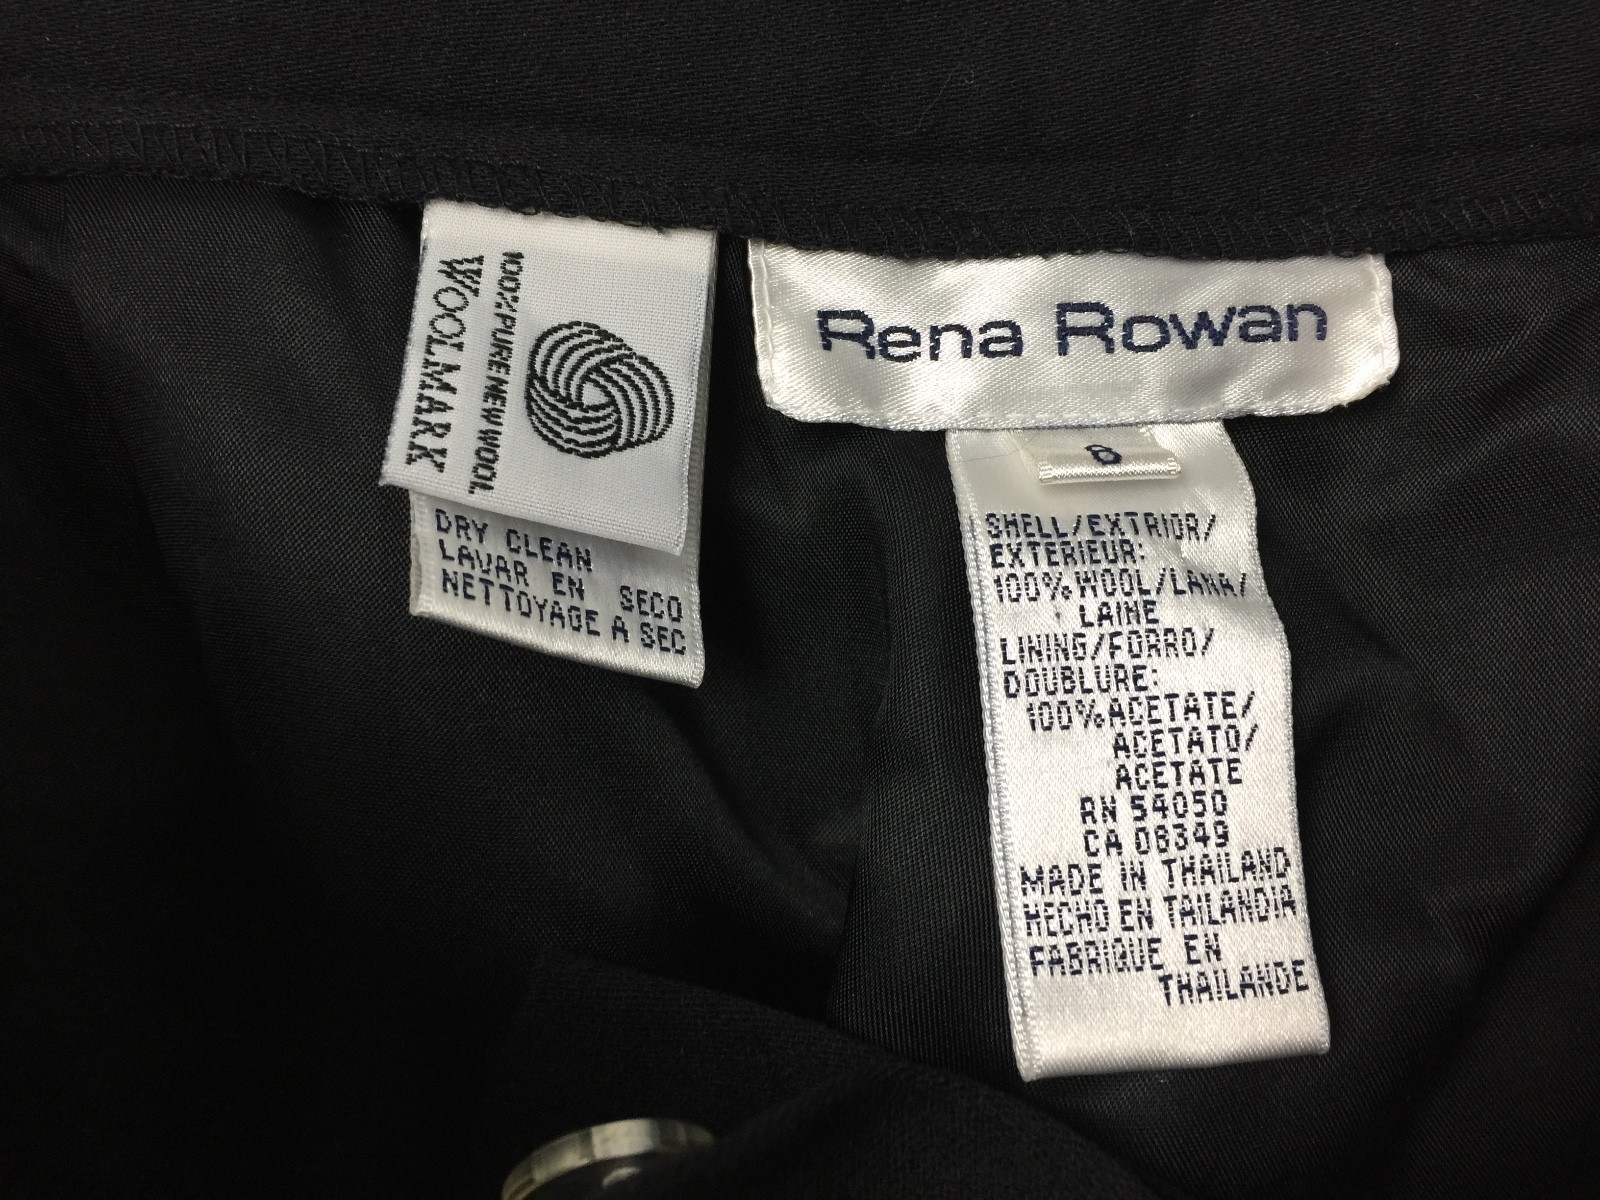 WOOLMARK
100% PURE NEW WOOL
DRY CLEAN
LAVAR EN SECO
NETTOYAGE A SEC
Rena Rowan
6
SHELL/EXTRIOR/
EXTERIEUR:
100% WOOL/LANA/
LAINE
LINING/FORRO/
DOUBLURE:
100% ACETATE/
ACETATO/
ACETATE
RN 54050
CA 08349
MADE IN THAILAND
HECHO EN TAILANDIA
FABRIQUE EN
THAILANDE